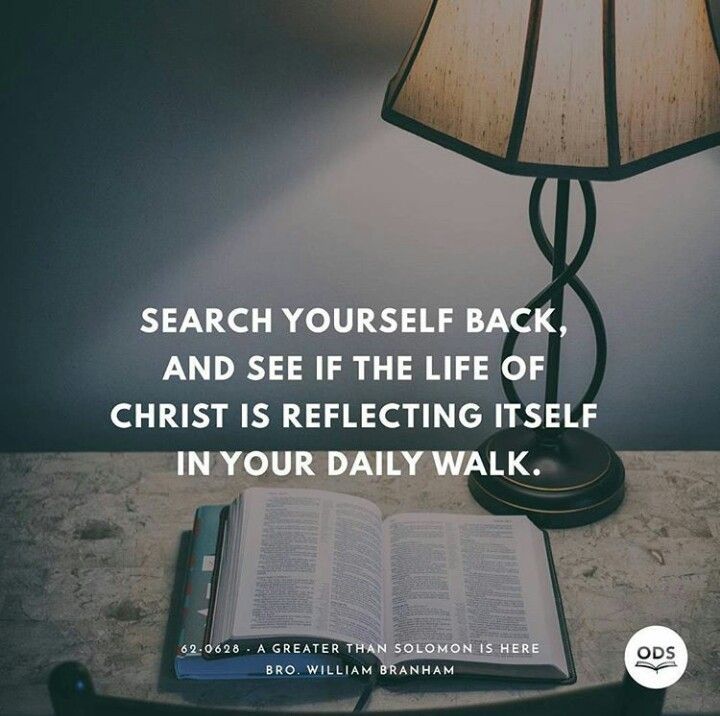 SEARCH YOURSELF BACK,
AND SEE IF THE LIFE OF
CHRIST IS REFLECTING ITSELF
IN YOUR DAILY WALK.
62-0628 - A GREATER THAN SOLOMON IS HERE
BRO. WILLIAM BRANHAM
ODS